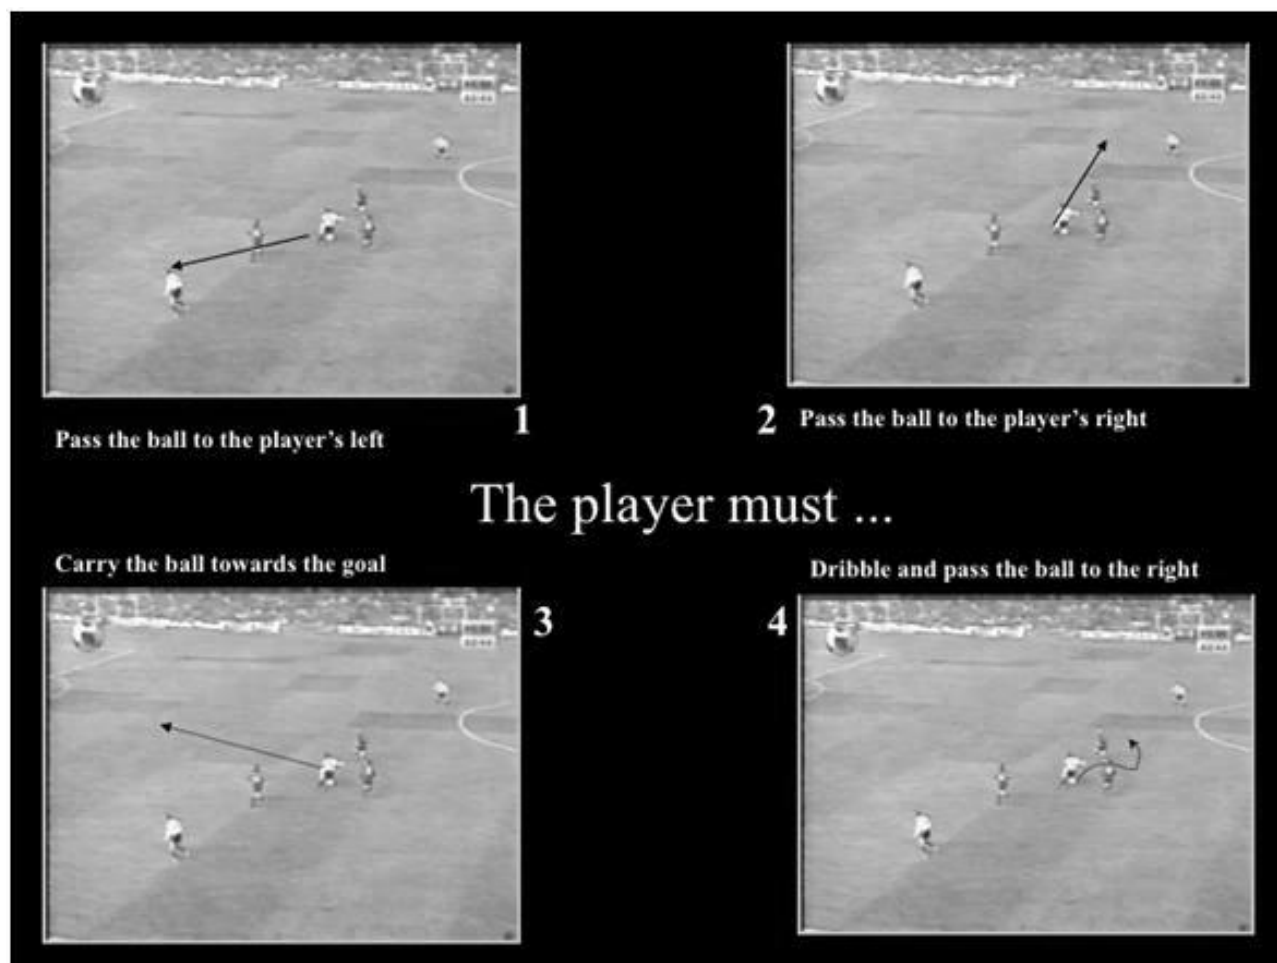 1
Pass the ball to the player's left
2
Pass the ball to the player's right
The player must ...
Carry the ball towards the goal
3
Dribble and pass the ball to the right
4